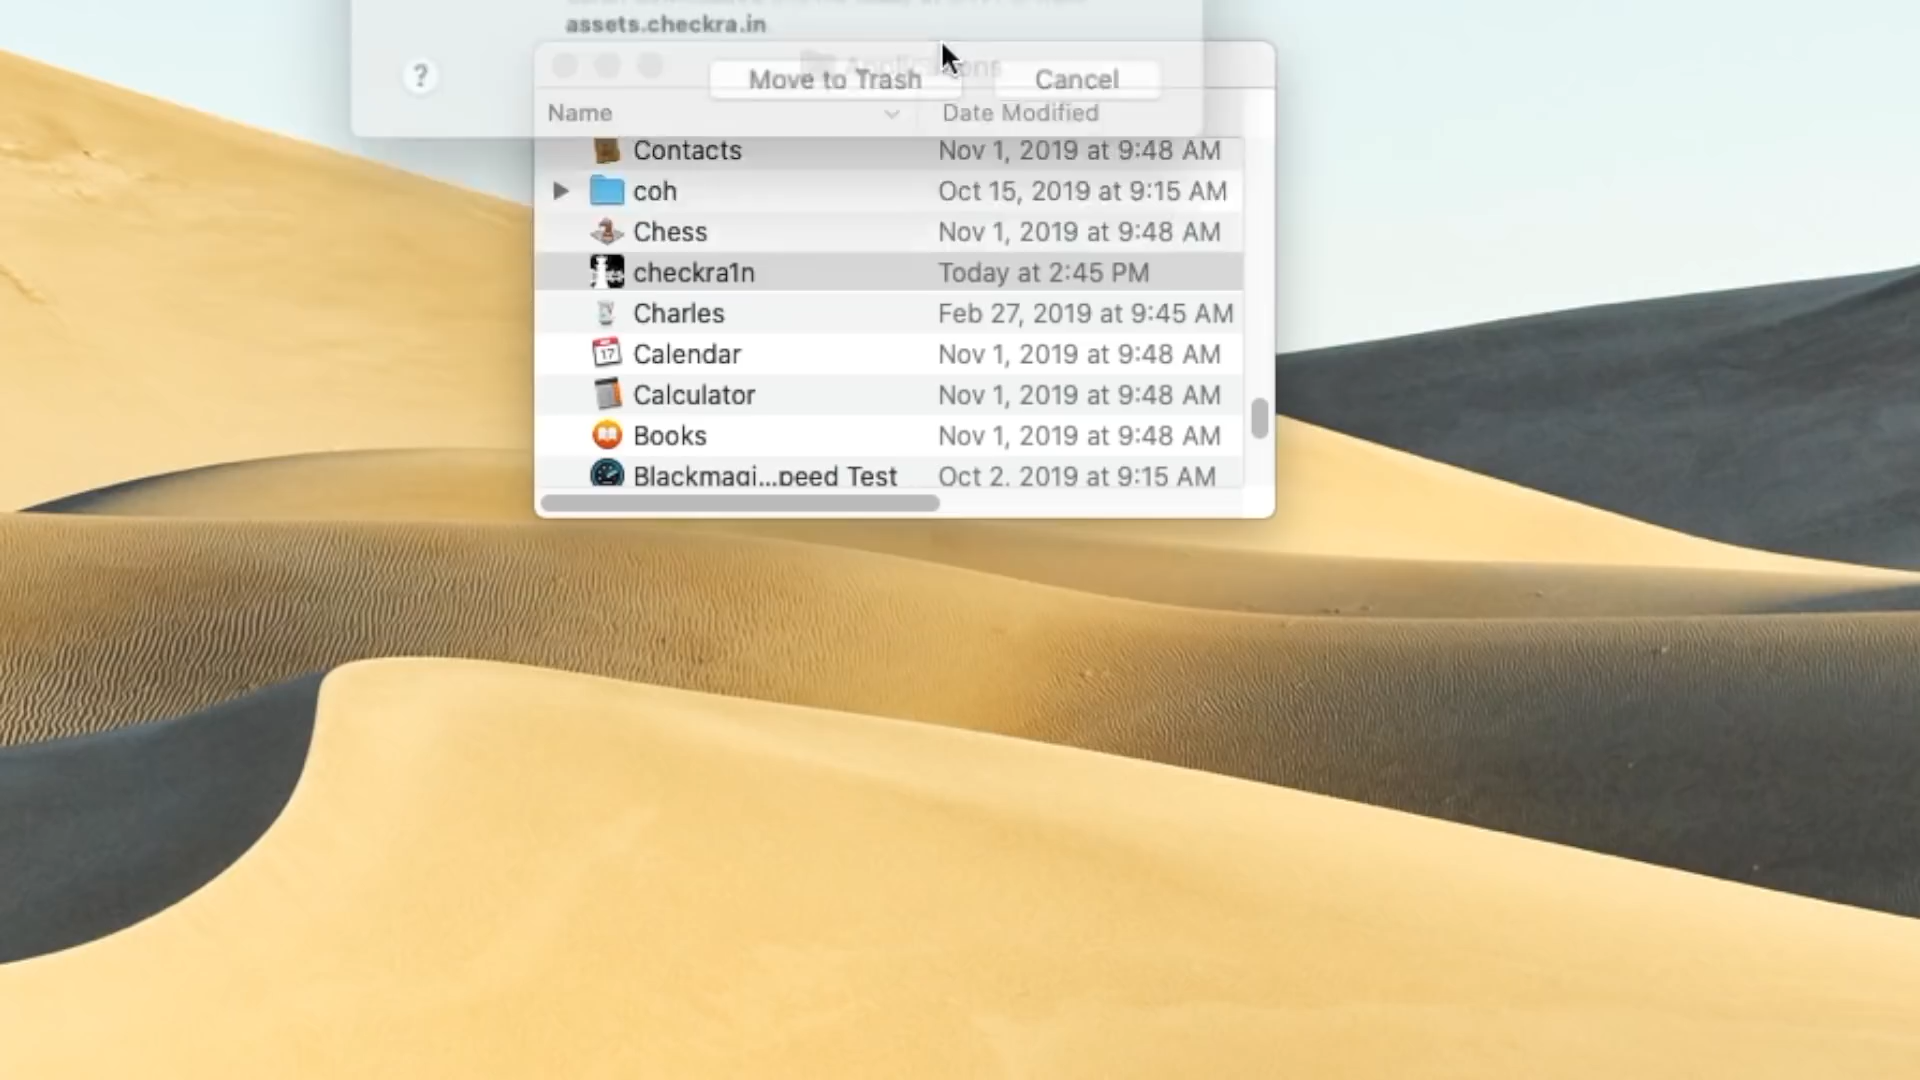 assets.checkra.in
?
Applications
Move to Trash
Cancel
Name
Date Modified
Contacts
Nov 1, 2019 at 9:48 AM
coh
Oct 15, 2019 at 9:15 AM
Chess
Nov 1, 2019 at 9:48 AM
checkra1n
Today at 2:45 PM
Charles
Feb 27, 2019 at 9:45 AM
Calendar
Nov 1, 2019 at 9:48 AM
17
Calculator
Nov 1, 2019 at 9:48 AM
Books
Nov 1, 2019 at 9:48 AM
Blackmagi...peed Test
Oct 2, 2019 at 9:15 AM